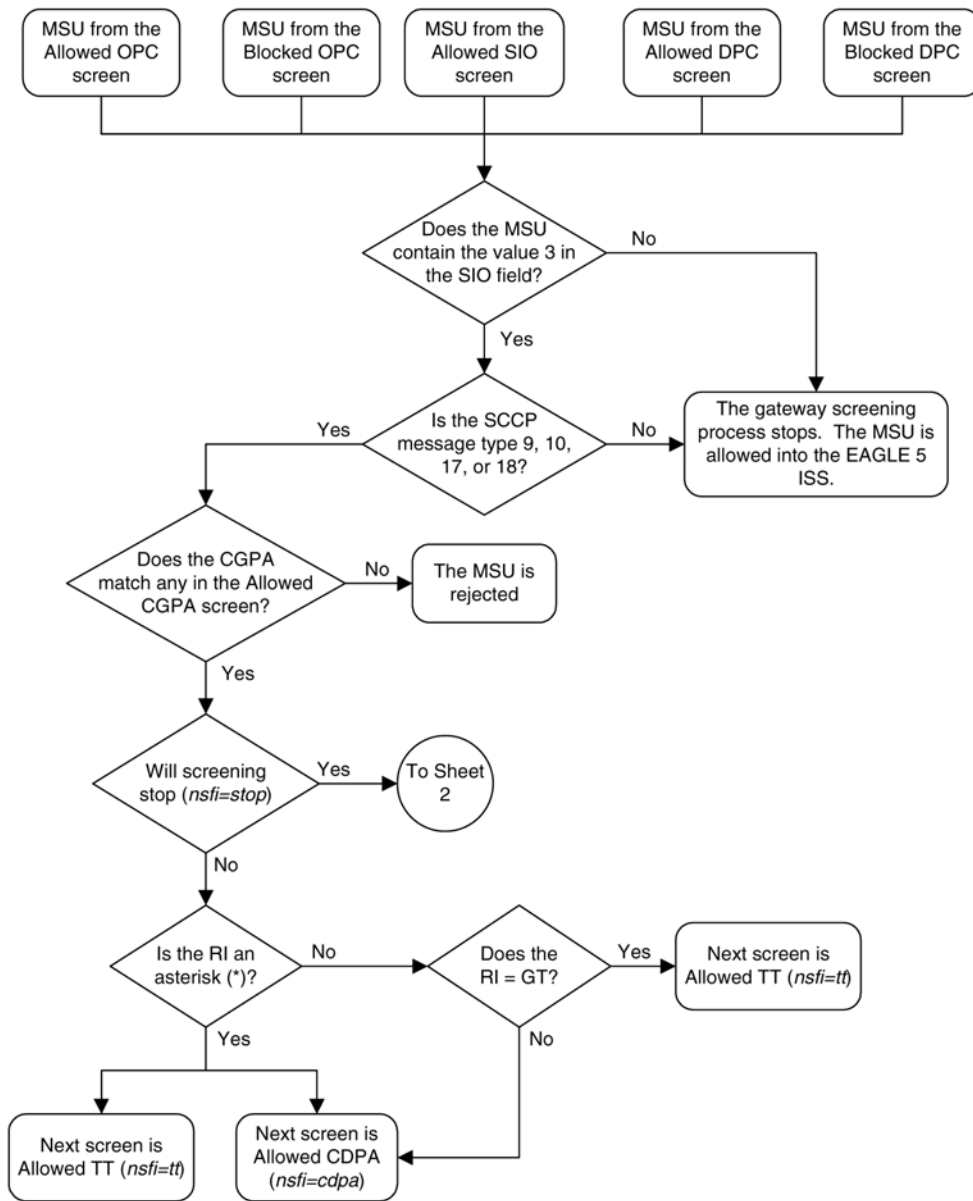 MSU from the
Allowed OPC
screen
MSU from the
Blocked OPC
screen
MSU from the
Allowed SIO
screen
MSU from the
Allowed DPC
screen
MSU from the
Blocked DPC
screen
Does the MSU
contain the value 3 in
the SIO field?
No
Yes
Is the SCCP
message type 9, 10,
17, or 18?
Yes
No
The gateway screening
process stops. The MSU is
allowed into the EAGLE 5
ISS.
Does the CGPA
match any in the Allowed
CGPA screen?
No
The MSU is
rejected
Yes
Will screening
stop (nsfi=stop)
Yes
To Sheet
2
No
Is the RI an
asterisk (*)?
No
Does the
RI = GT?
Yes
Next screen is
Allowed TT (nsfi=tt)
Yes
No
Next screen is
Allowed TT (nsfi=tt)
Next screen is
Allowed CDPA
(nsfi=cdpa)